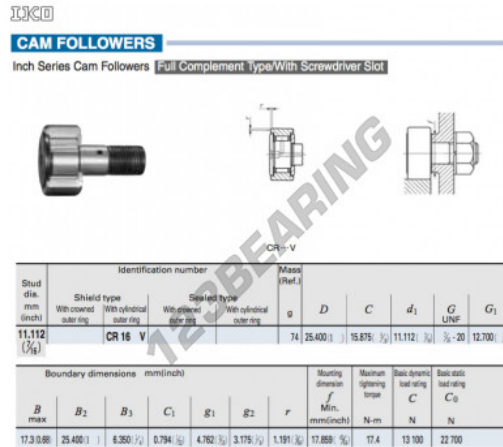 IKO
CAM FOLLOWERS
Inch Series Cam Followers Full Complement Type/With Screwdriver Slot
CR···V
123BEARING
Stud dia. mm (inch)
Identification number
Mass (Ref.) g
Shield type
Sealed type
With crowned outer ring
With cylindrical outer ring
With crowned outer ring
With cylindrical outer ring
D C d1 G UNF G1
11.112 (7/16) CR 16 V 74 25.400(1 ) 15.875( 11.112( - 20 12.700(
Boundary dimensions mm(inch)
Mounting dimension f Min. mm(inch)
Maximum tightening torque N-m
Basic dynamic load rating C N
Basic static load rating C0 N
B max B2 B3 C1 g1 g2 r
17.3(0.68) 25.400(1 ) 6.350( 0.794( 4.762( 3.175( 1.191( 17.859( 17.4 13 100 22 700